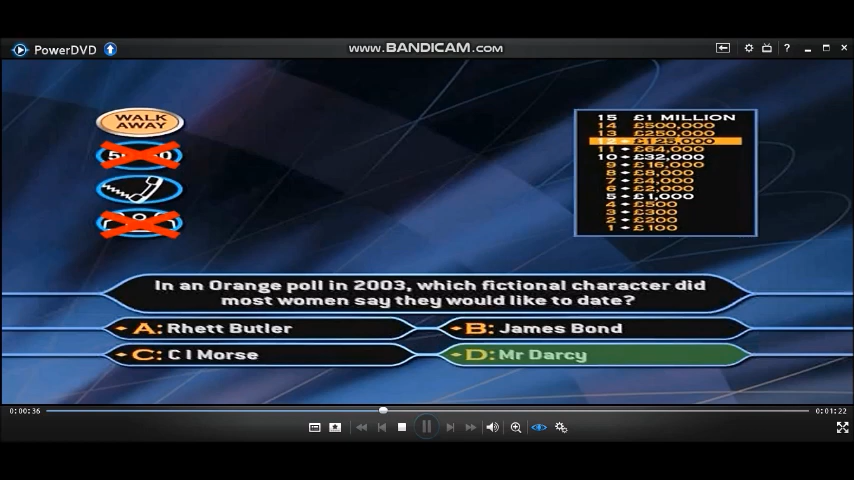 PowerDVD
www.BANDICAM.com
WALK
AWAY
15 £1 MILLION
14 £500,000
13 £250,000
12 £125,000
11 £64,000
10 £32,000
9 £16,000
8 £8,000
7 £4,000
6 £2,000
5 £1,000
4 £500
3 £300
2 £200
1 £100
In an Orange poll in 2003, which fictional character did
most women say they would like to date?
A: Rhett Butler
B: James Bond
C: C I Morse
D: Mr Darcy
0:00:36
0:01:22